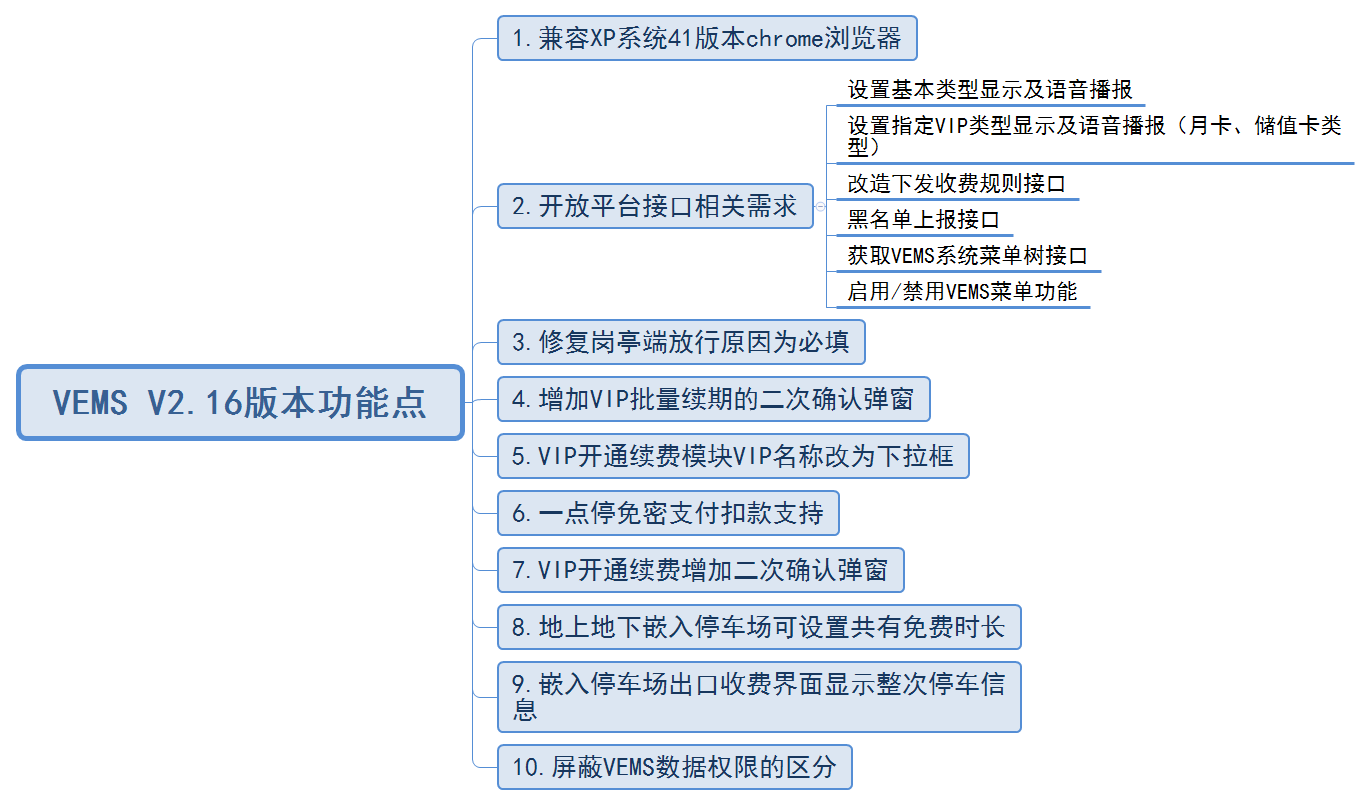 1.兼容XP系统41版本chrome浏览器
设置基本类型显示及语音播报
设置指定VIP类型显示及语音播报（月卡、储值卡类
型）
2.开放平台接口相关需求
改造下发收费规则接口
黑名单上报接口
获取VEMS系统菜单树接口
启用/禁用VEMS菜单功能
3.修复岗亭端放行原因为必填
VEMS V2.16版本功能点
4.增加VIP批量续期的二次确认弹窗
5.VIP开通续费模块VIP名称改为下拉框
6.一点停免密支付扣款支持
7.VIP开通续费增加二次确认弹窗
8.地上地下嵌入停车场可设置共有免费时长
9.嵌入停车场出口收费界面显示整次停车信
息
10.屏蔽VEMS数据权限的区分